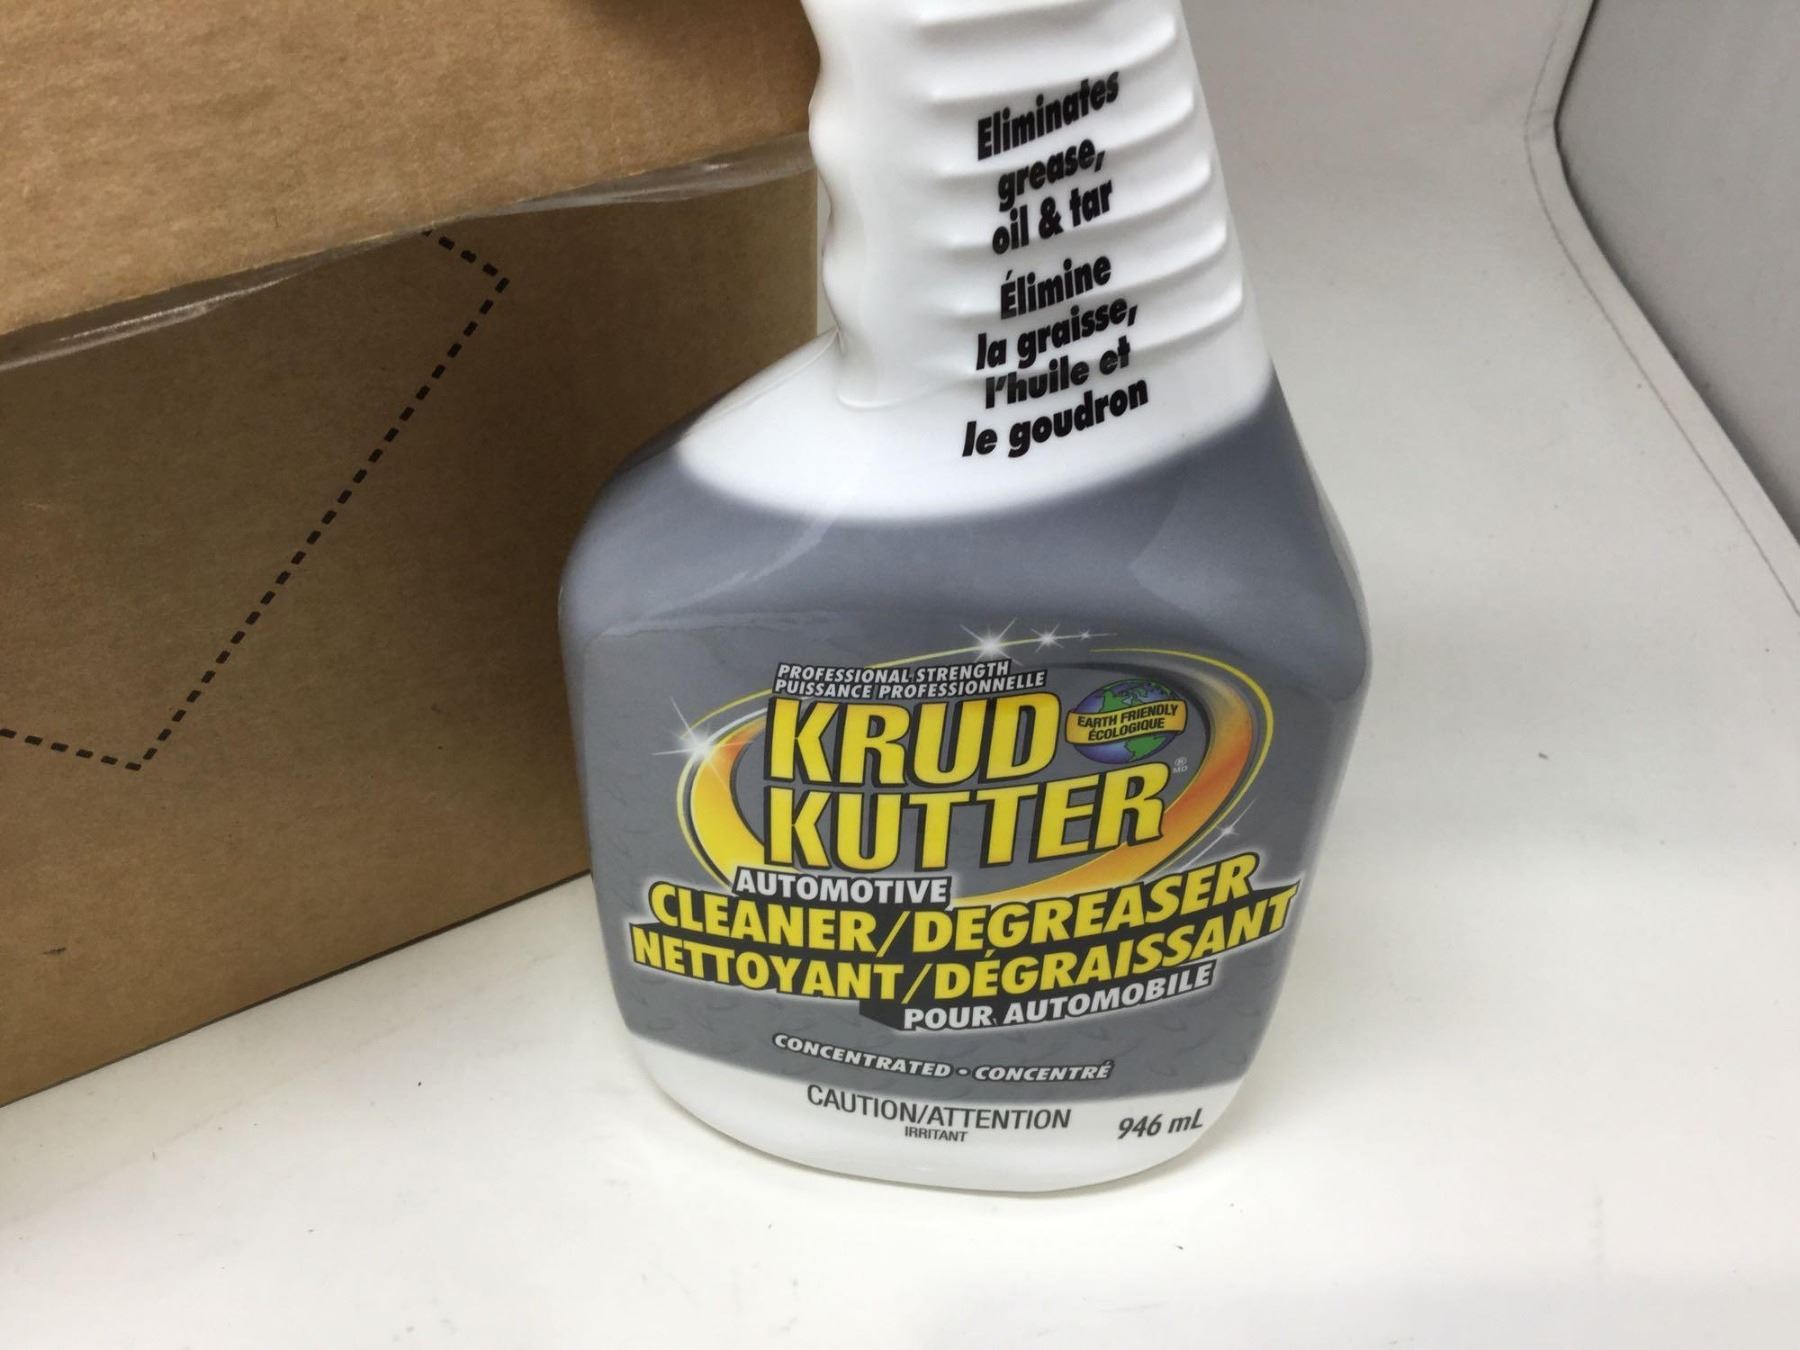 Eliminates
grease,
oil & tar
Élimine
la graisse,
l'huile et
le goudron
PROFESSIONAL STRENGTH
PUISSANCE PROFESSIONNELLE
KRUD
EARTH FRIENDLY
ÉCOLOGIQUE
KUTTER
® MD
AUTOMOTIVE
CLEANER/DEGREASER
NETTOYANT/DÉGRAISSANT
POUR AUTOMOBILE
CONCENTRATED • CONCENTRÉ
CAUTION/ATTENTION
IRRITANT
946 mL